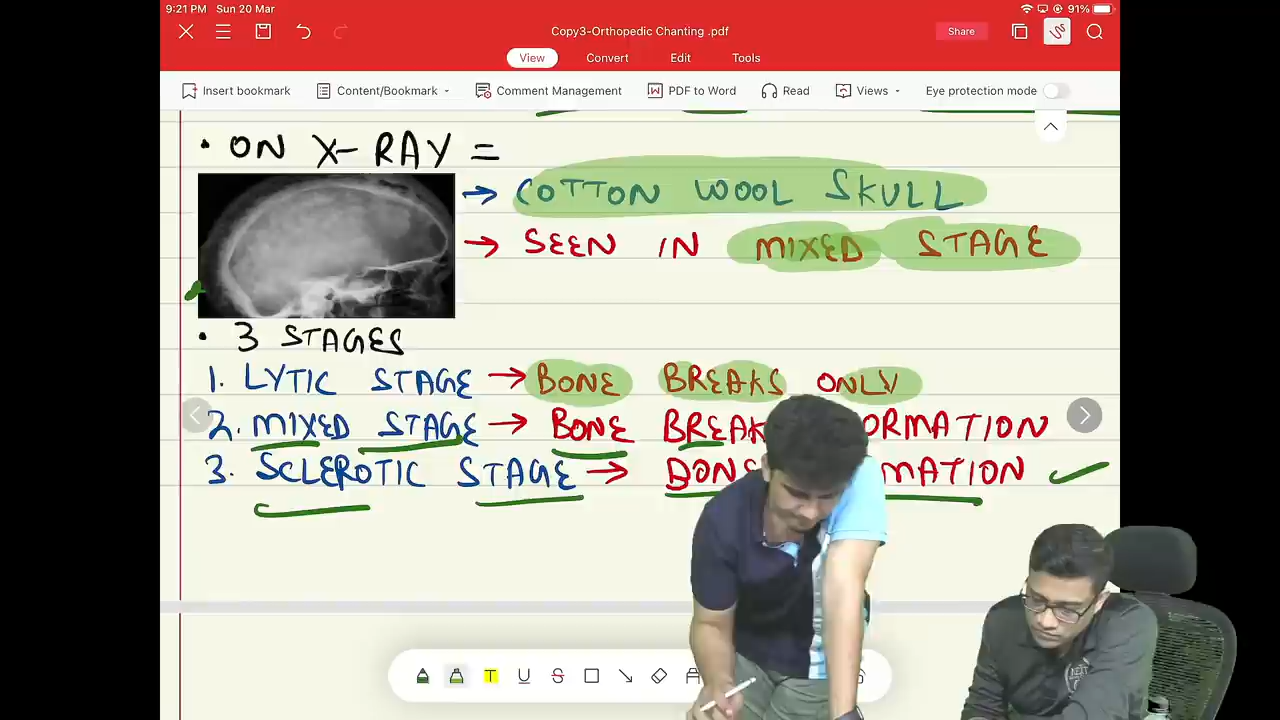 9:21 PM Sun 20 Mar 91%
Copy3-Orthopedic Chanting .pdf
Share
View Convert Edit Tools
Insert bookmark Content/Bookmark Comment Management PDF to Word Read Views Eye protection mode
• ON X-RAY =
→ COTTON WOOL SKULL
→ SEEN IN MIXED STAGE
• 3 STAGES
1. LYTIC STAGE → BONE BREAKS ONLY
2. MIXED STAGE → BONE BREAK ORMATION
3. SCLEROTIC STAGE → BON MATION
T U S